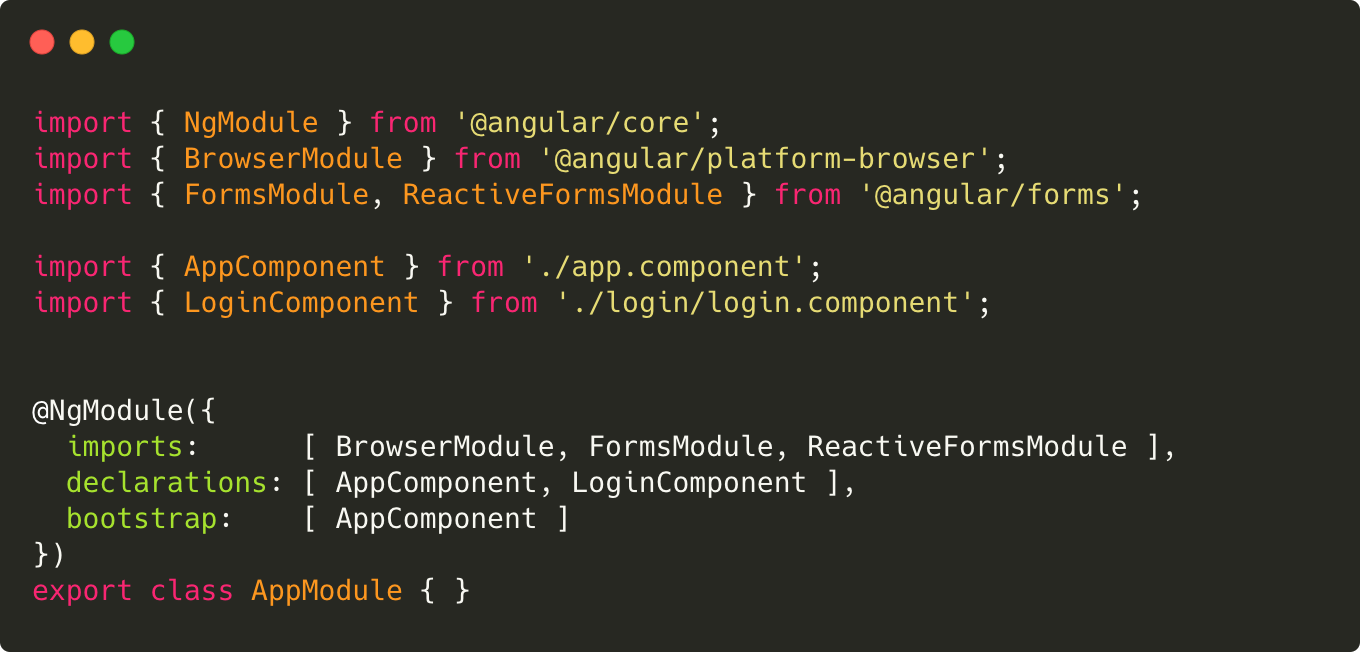 import { NgModule } from '@angular/core';
import { BrowserModule } from '@angular/platform-browser';
import { FormsModule, ReactiveFormsModule } from '@angular/forms';
import { AppComponent } from './app.component';
import { LoginComponent } from './login/login.component';
@NgModule({
  imports:      [ BrowserModule, FormsModule, ReactiveFormsModule ],
  declarations: [ AppComponent, LoginComponent ],
  bootstrap:    [ AppComponent ]
})
export class AppModule { }